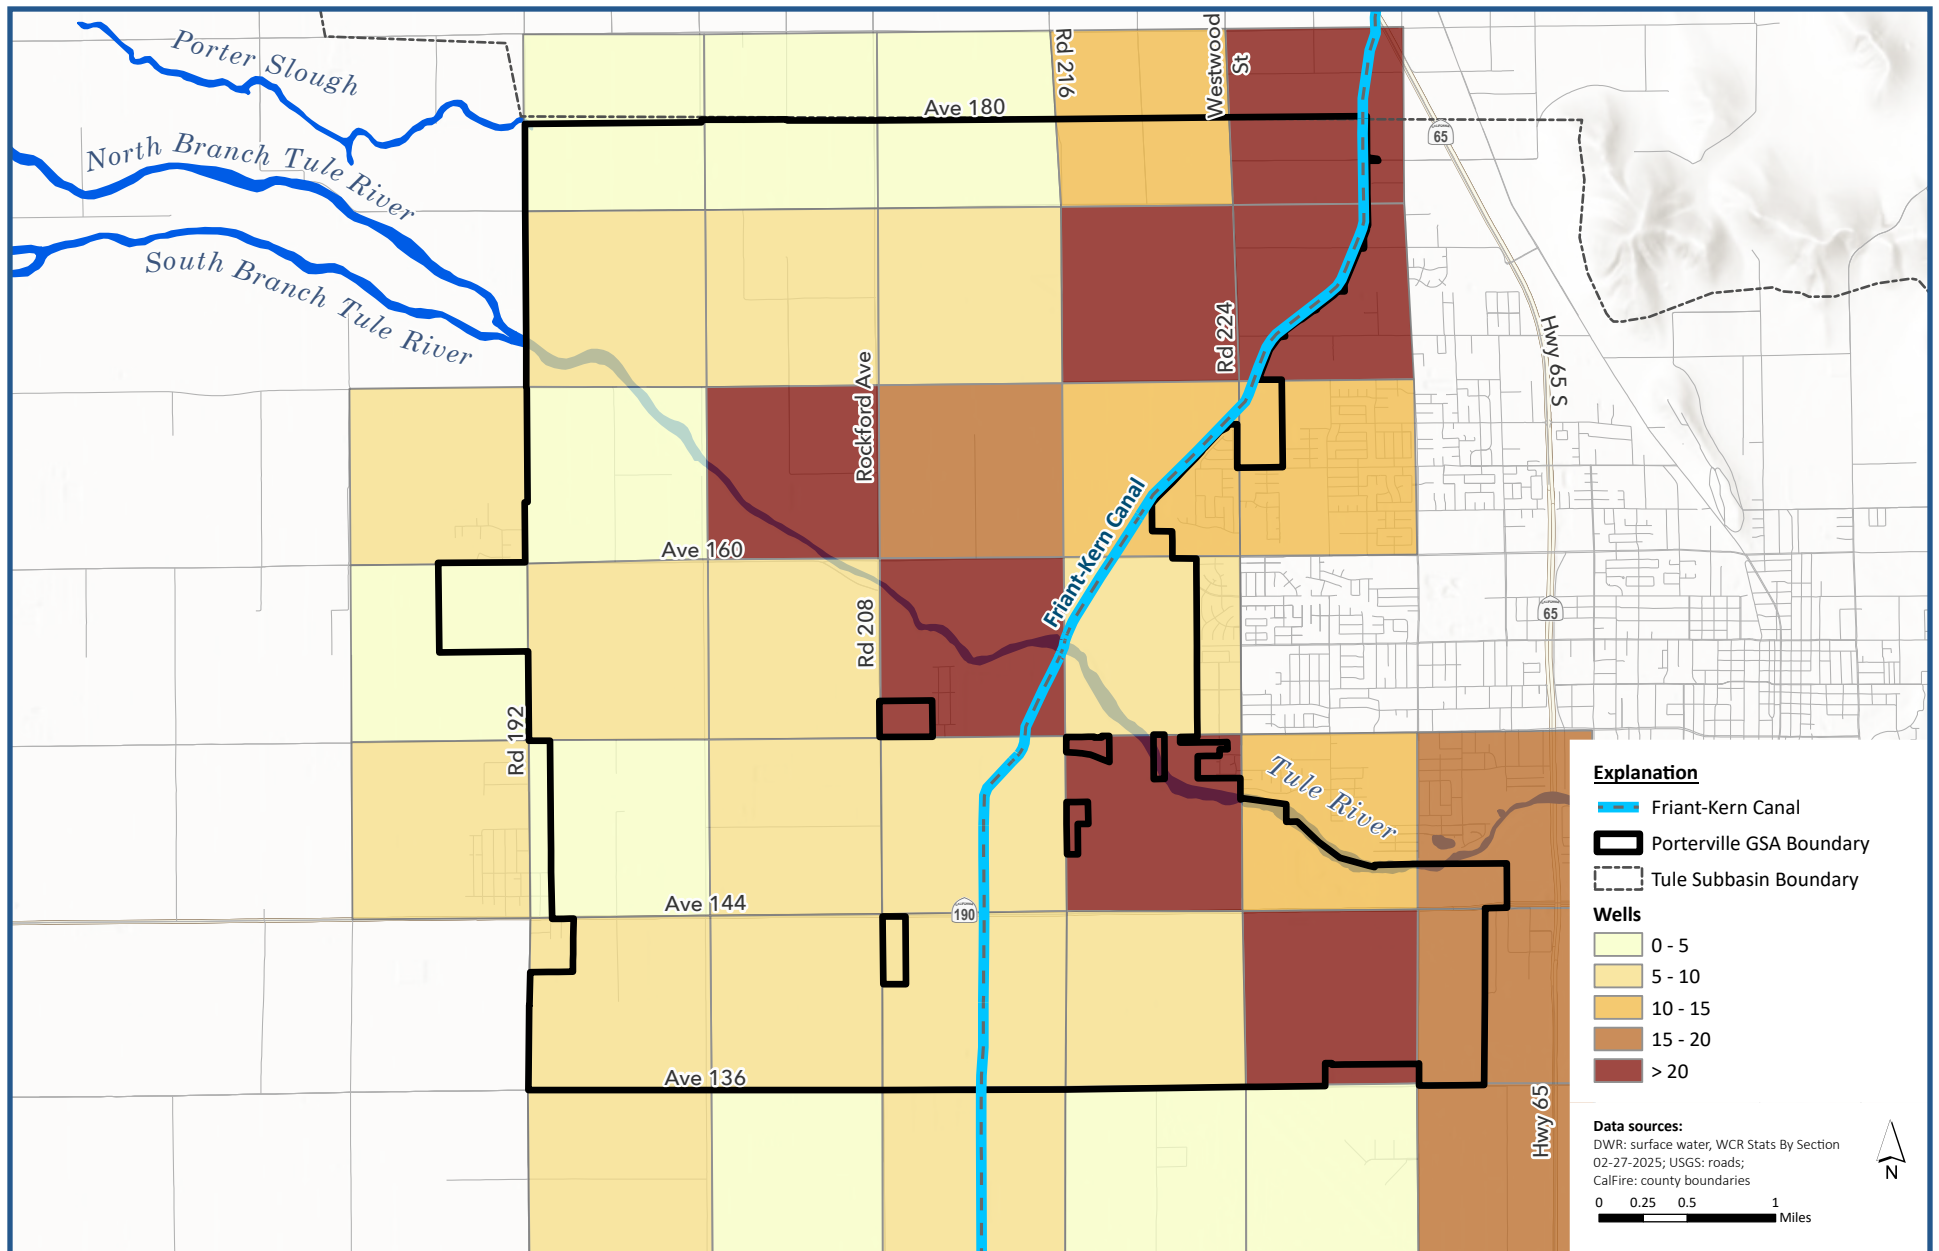 Porter Slough
North Branch Tule River
South Branch Tule River
Rd 216
Westwood
St
Ave 180
65
Hwy 65 S
Rd 224
Rockford Ave
Friant-Kern Canal
Ave 160
65
Rd 208
Rd 192
Tule River
Ave 144
190
Ave 136
Hwy 65
Explanation
Friant-Kern Canal
Porterville GSA Boundary
Tule Subbasin Boundary
Wells
0 - 5
5 - 10
10 - 15
15 - 20
> 20
Data sources:
DWR: surface water, WCR Stats By Section
02-27-2025; USGS: roads;
CalFire: county boundaries
0 0.25 0.5 1
Miles
N